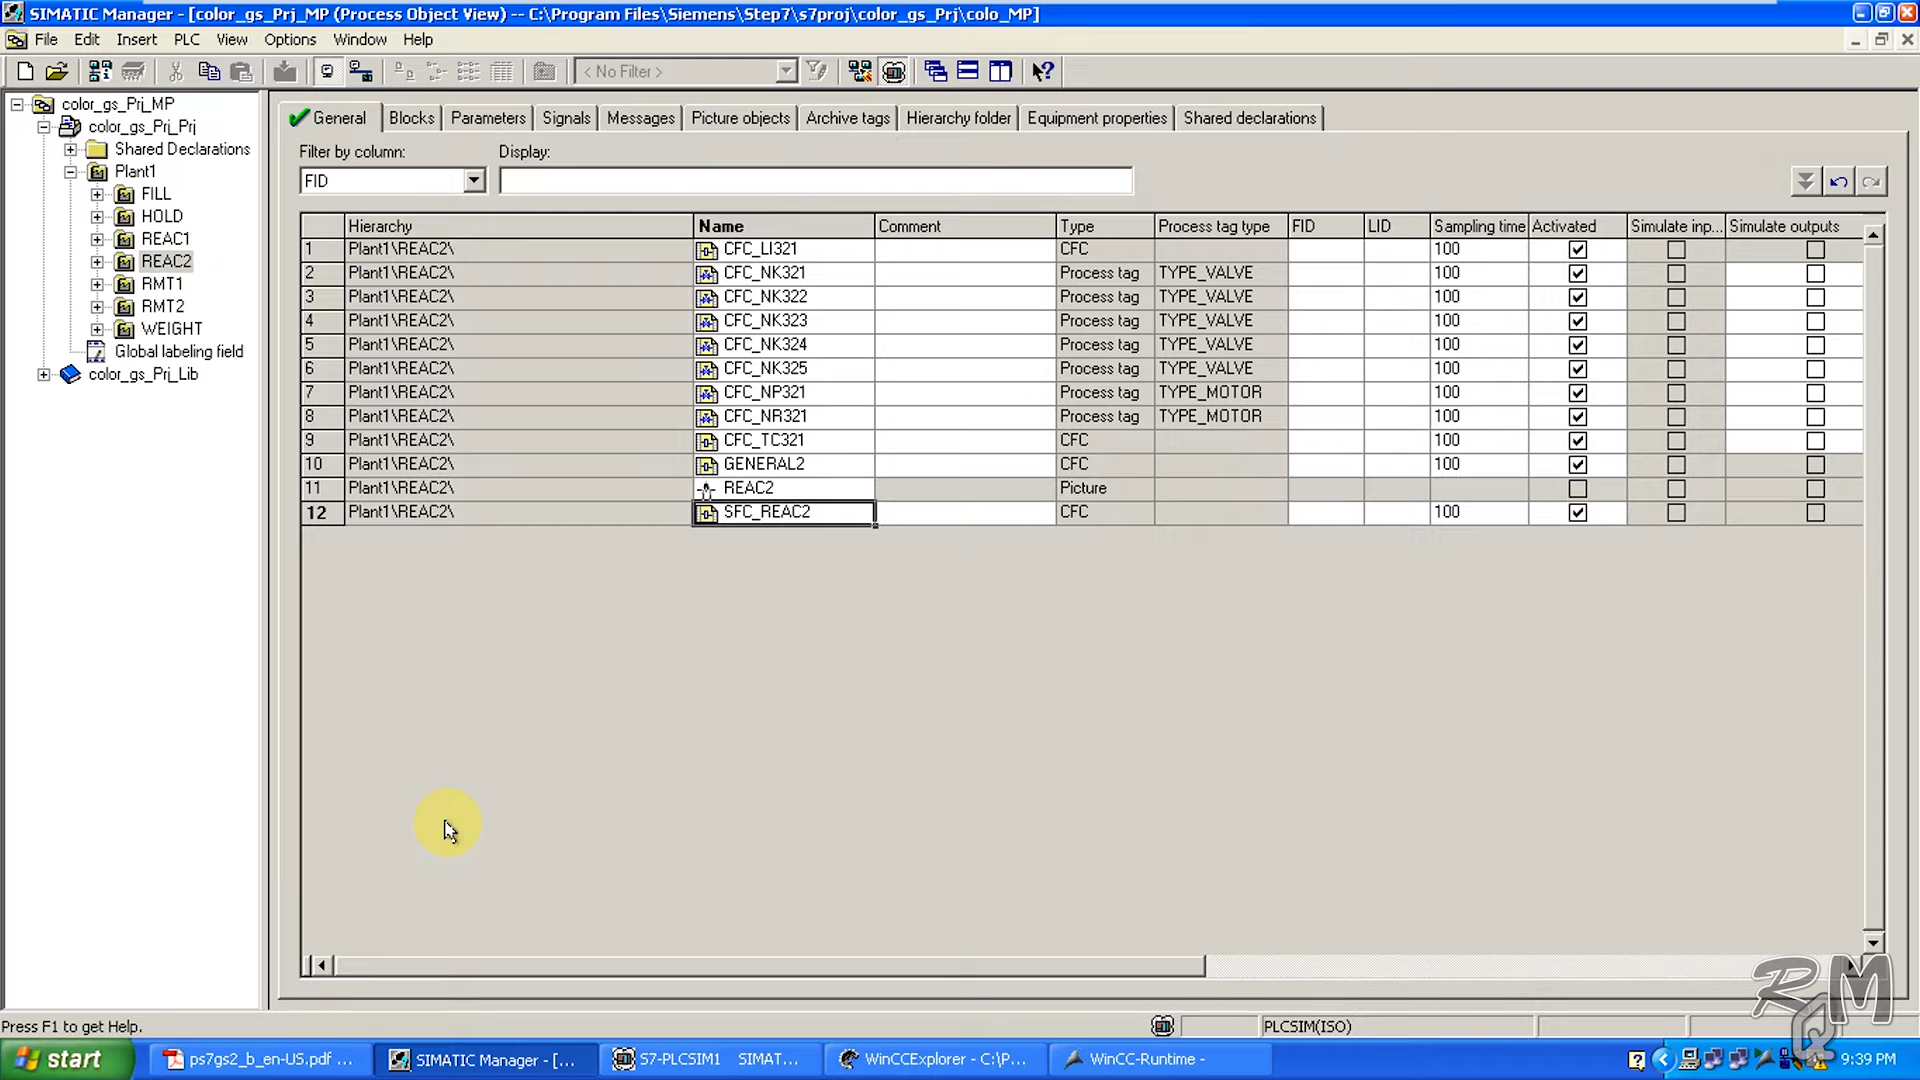 SIMATIC Manager - [color_gs_Prj_MP (Process Object View) -- C:\Program Files\Siemens\Step7\s7proj\color_gs_Prj\colo_MP]
File Edit Insert PLC View Options Window Help
< No Filter >
color_gs_Prj_MP
color_gs_Prj_Prj
Shared Declarations
Plant1
FILL
HOLD
REAC1
REAC2
RMT1
RMT2
WEIGHT
Global labeling field
color_gs_Prj_Lib
General Blocks Parameters Signals Messages Picture objects Archive tags Hierarchy folder Equipment properties Shared declarations
Filter by column: Display:
FID
Hierarchy Name Comment Type Process tag type FID LID Sampling time Activated Simulate inp... Simulate outputs
1 Plant1\REAC2\ CFC_LI321 CFC 100
2 Plant1\REAC2\ CFC_NK321 Process tag TYPE_VALVE 100
3 Plant1\REAC2\ CFC_NK322 Process tag TYPE_VALVE 100
4 Plant1\REAC2\ CFC_NK323 Process tag TYPE_VALVE 100
5 Plant1\REAC2\ CFC_NK324 Process tag TYPE_VALVE 100
6 Plant1\REAC2\ CFC_NK325 Process tag TYPE_VALVE 100
7 Plant1\REAC2\ CFC_NP321 Process tag TYPE_MOTOR 100
8 Plant1\REAC2\ CFC_NR321 Process tag TYPE_MOTOR 100
9 Plant1\REAC2\ CFC_TC321 CFC 100
10 Plant1\REAC2\ GENERAL2 CFC 100
11 Plant1\REAC2\ REAC2 Picture
12 Plant1\REAC2\ SFC_REAC2 CFC 100
RMQ
Press F1 to get Help. PLCSIM(ISO)
start ps7gs2_b_en-US.pdf ... SIMATIC Manager - [... S7-PLCSIM1 SIMAT... WinCCExplorer - C:\P... WinCC-Runtime - 9:39 PM